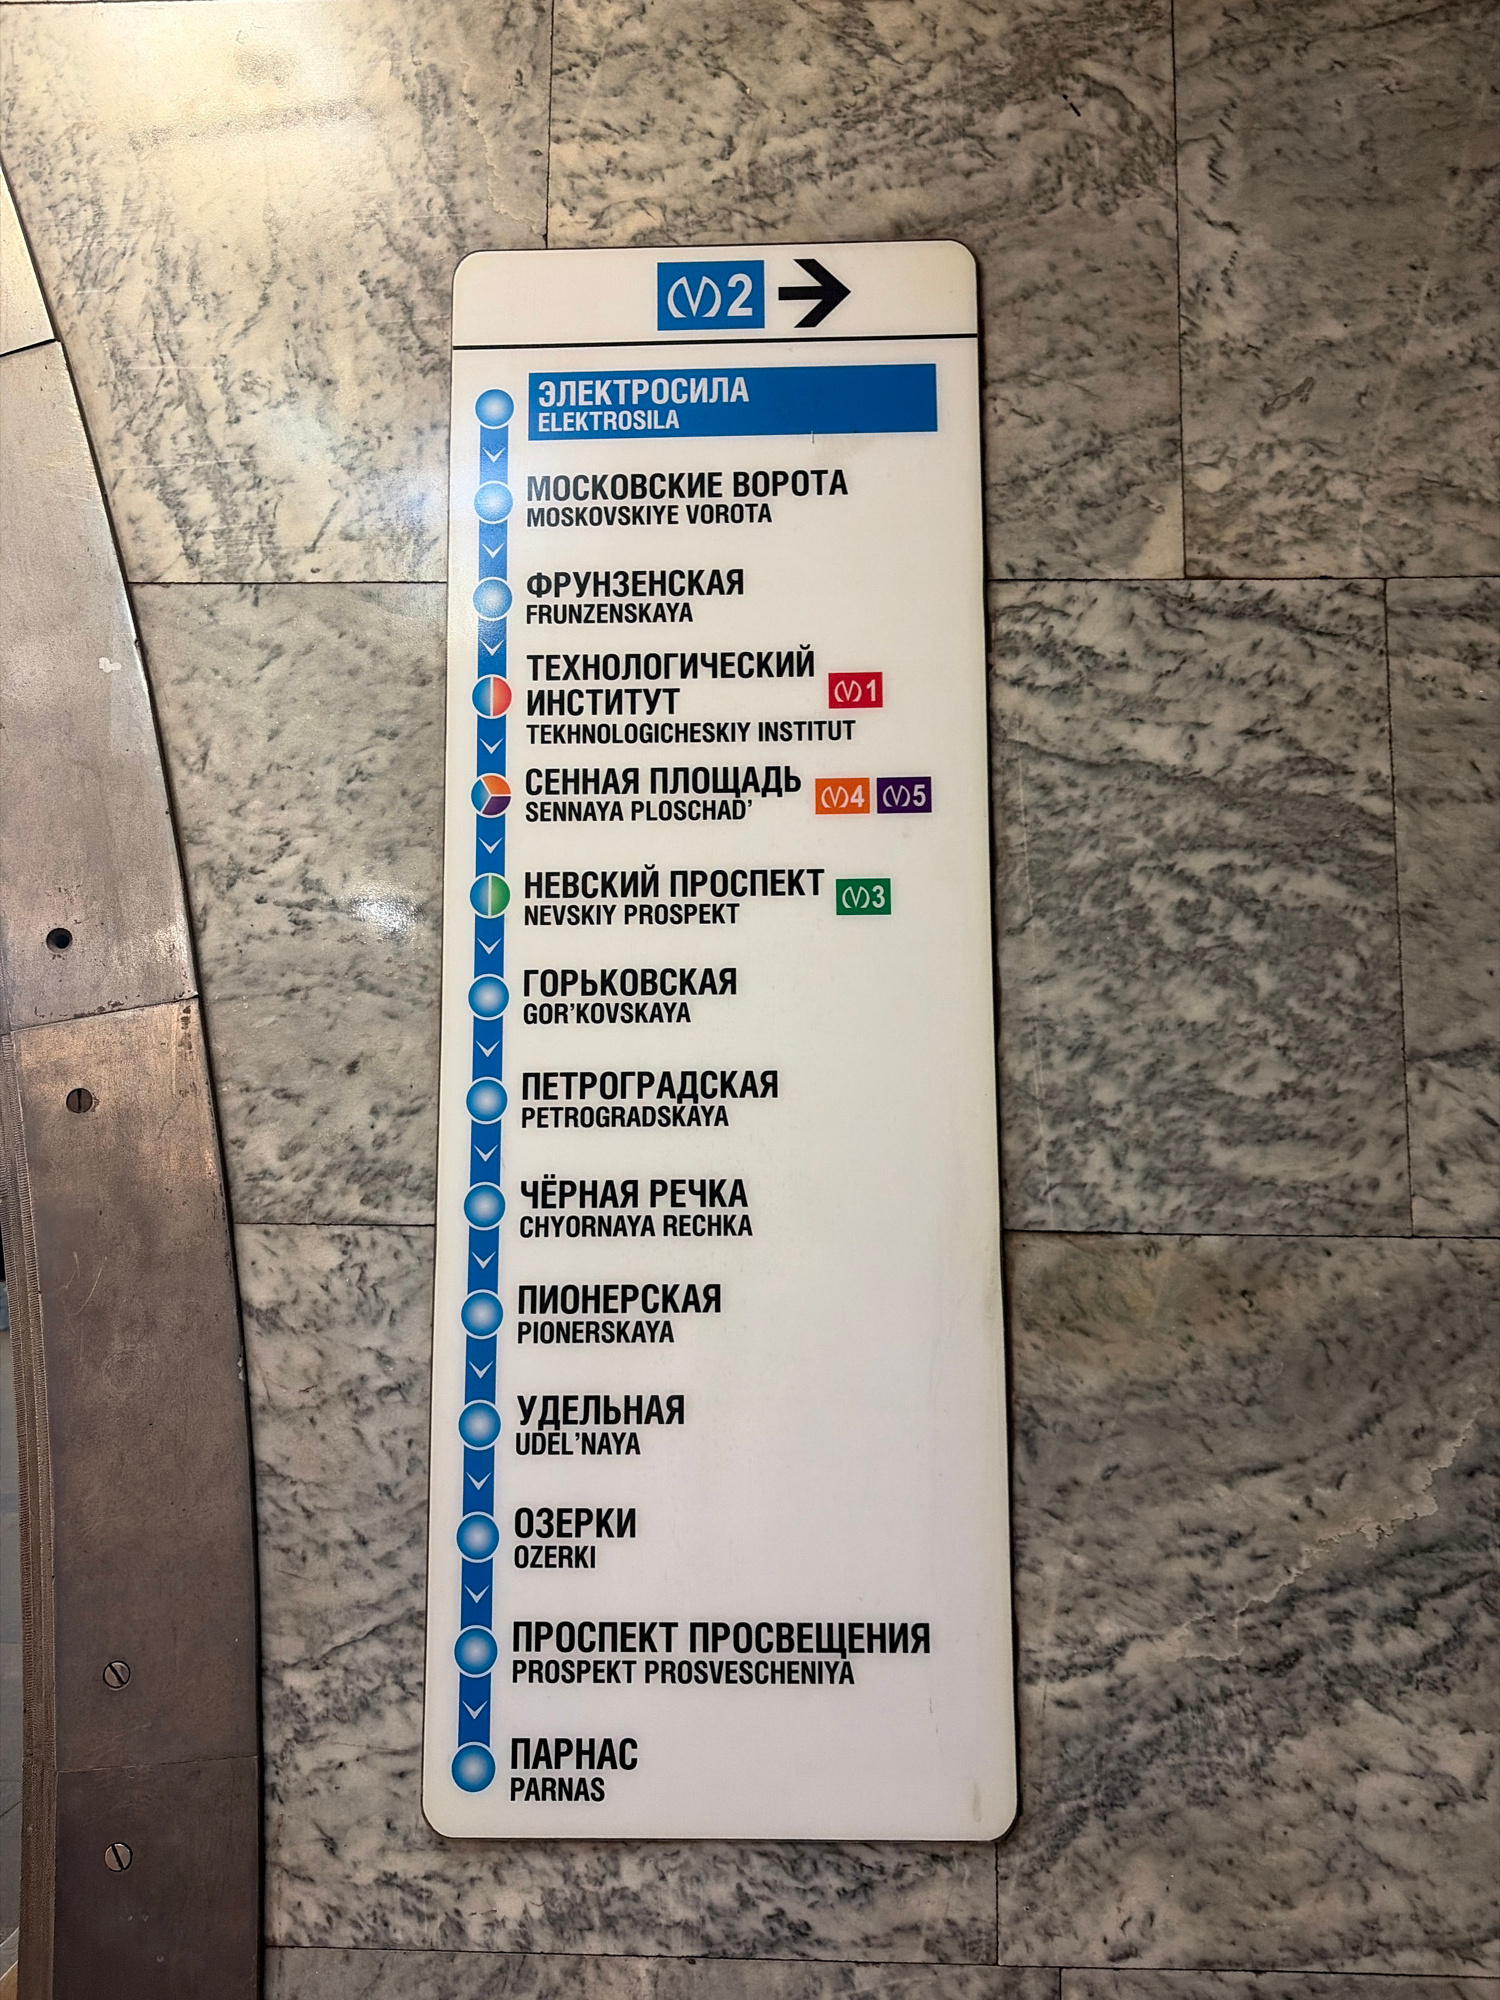 2
ЭЛЕКТРОСИЛА
ELEKTROSILA
МОСКОВСКИЕ ВОРОТА
MOSKOVSKIYE VOROTA
ФРУНЗЕНСКАЯ
FRUNZENSKAYA
ТЕХНОЛОГИЧЕСКИЙ
ИНСТИТУТ
1
TEKHNOLOGICHESKIY INSTITUT
СЕННАЯ ПЛОЩАДЬ
SENNAYA PLOSCHAD’
4 5
НЕВСКИЙ ПРОСПЕКТ
NEVSKIY PROSPEKT
3
ГОРЬКОВСКАЯ
GOR’KOVSKAYA
ПЕТРОГРАДСКАЯ
PETROGRADSKAYA
ЧЁРНАЯ РЕЧКА
CHYORNAYA RECHKA
ПИОНЕРСКАЯ
PIONERSKAYA
УДЕЛЬНАЯ
UDEL’NAYA
ОЗЕРКИ
OZERKI
ПРОСПЕКТ ПРОСВЕЩЕНИЯ
PROSPEKT PROSVESCHENIYA
ПАРНАС
PARNAS